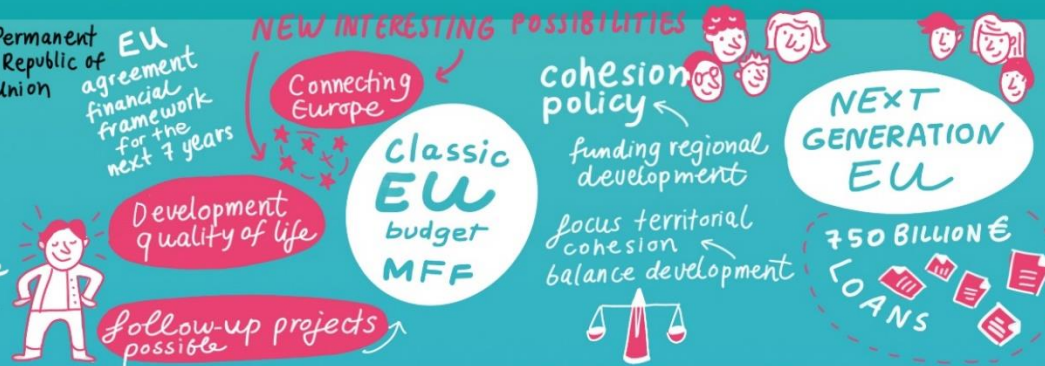 Permanent
Republic of
Union
EU
agreement
financial
framework
for the
next 7 years
NEW INTERESTING POSSIBILITIES
Connecting
Europe
Development
quality of life
follow-up projects
possible
Classic
EU
budget
MFF
cohesion
policy
funding regional
development
focus territorial
cohesion
balance development
NEXT
GENERATION
EU
750 BILLION €
LOANS